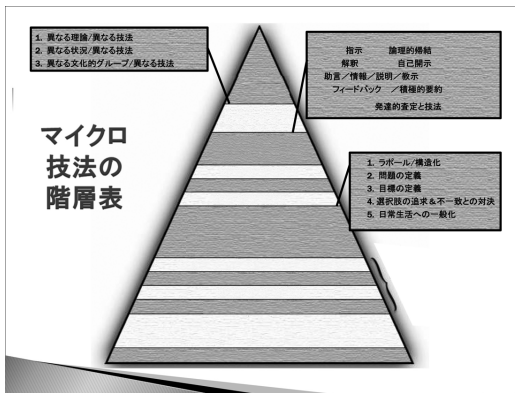 マイクロ
技法の
階層表
1. 異なる理論/異なる技法
2. 異なる状況/異なる技法
3. 異なる文化的グループ/異なる技法
指示 論理的帰結
解釈 自己開示
助言／情報／説明／教示
フィードバック ／積極的要約
発達的査定と技法
1. ラポール/構造化
2. 問題の定義
3. 目標の定義
4. 選択肢の追求＆不一致との対決
5. 日常生活への一般化